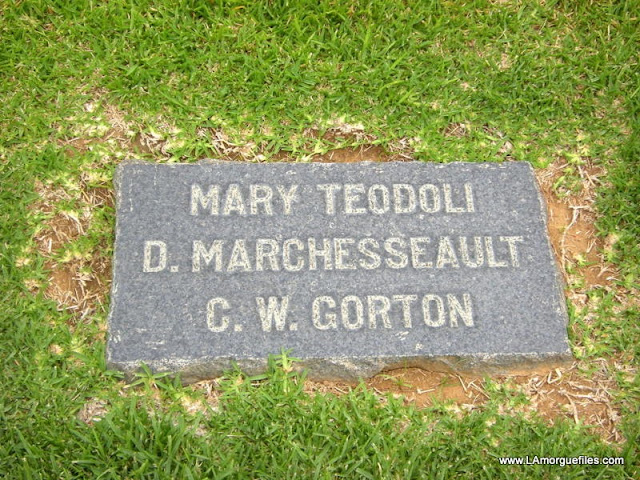 MARY TEODOLI
D. MARCHESSEAULT
C. W. GORTON
www.LAmorguefiles.com